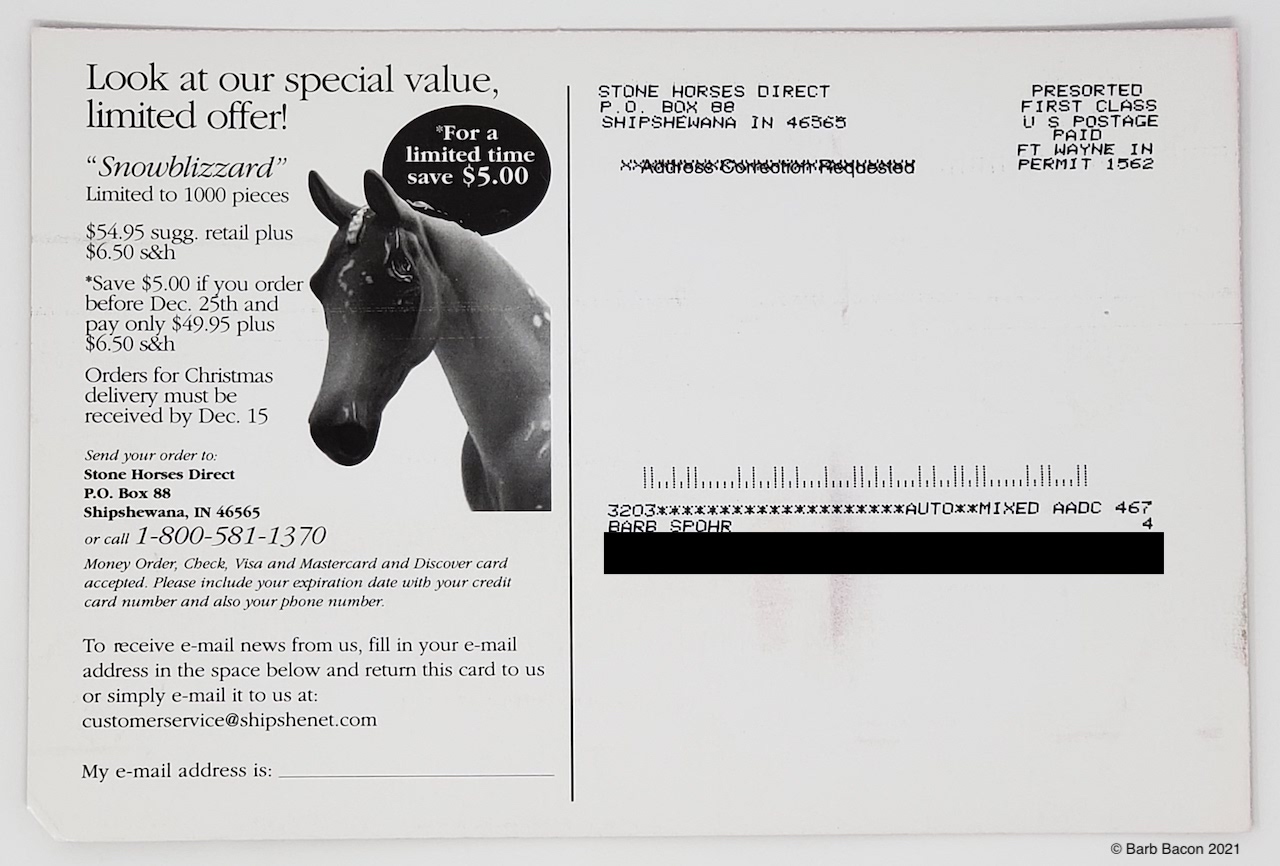 Look at our special value,
limited offer!
*For a
limited time
save $5.00
“Snowblizzard”
Limited to 1000 pieces
$54.95 sugg. retail plus
$6.50 s&h
*Save $5.00 if you order
before Dec. 25th and
pay only $49.95 plus
$6.50 s&h
Orders for Christmas
delivery must be
received by Dec. 15
Send your order to:
Stone Horses Direct
P.O. Box 88
Shipshewana, IN 46565
or call 1-800-581-1370
Money Order, Check, Visa and Mastercard and Discover card
accepted. Please include your expiration date with your credit
card number and also your phone number.
To receive e-mail news from us, fill in your e-mail
address in the space below and return this card to us
or simply e-mail it to us at:
customerservice@shipshenet.com
My e-mail address is:
STONE HORSES DIRECT
P.O. BOX 88
SHIPSHEWANA IN 46565
Address Correction Requested
PRESORTED
FIRST CLASS
U S POSTAGE
PAID
FT WAYNE IN
PERMIT 1562
3203********************AUTO**MIXED AADC 467
BARB SPOHR 4
© Barb Bacon 2021